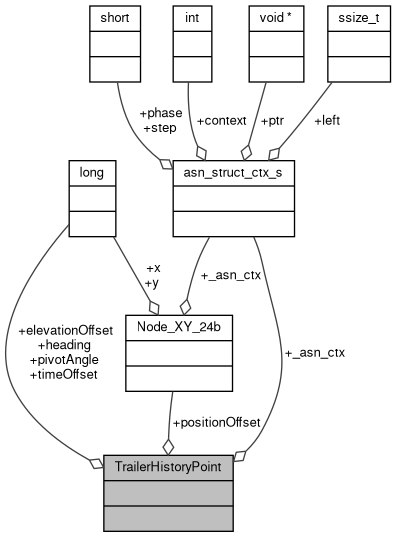 short
int
void *
ssize_t
+phase
+step
+context
+ptr
+left
long
asn_struct_ctx_s
+x
+y
+_asn_ctx
Node_XY_24b
+elevationOffset
+heading
+pivotAngle
+timeOffset
+_asn_ctx
+positionOffset
TrailerHistoryPoint